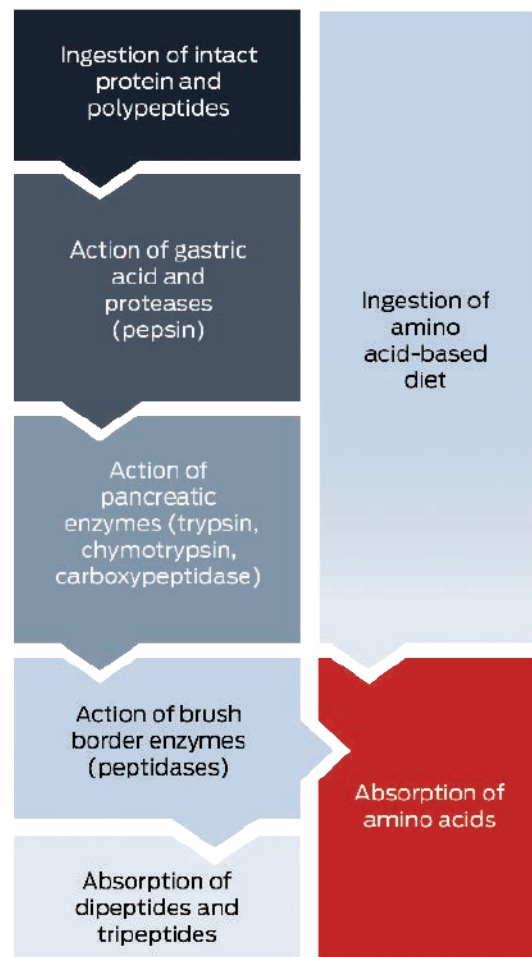 Ingestion of intact
protein and
polypeptides
Action of gastric
acid and
proteases
(pepsin)
Action of
pancreatic
enzymes (trypsin,
chymotrypsin,
carboxypeptidase)
Action of brush
border enzymes
(peptidases)
Absorption of
dipeptides and
tripeptides
Ingestion of
amino
acid-based
diet
Absorption of
amino acids